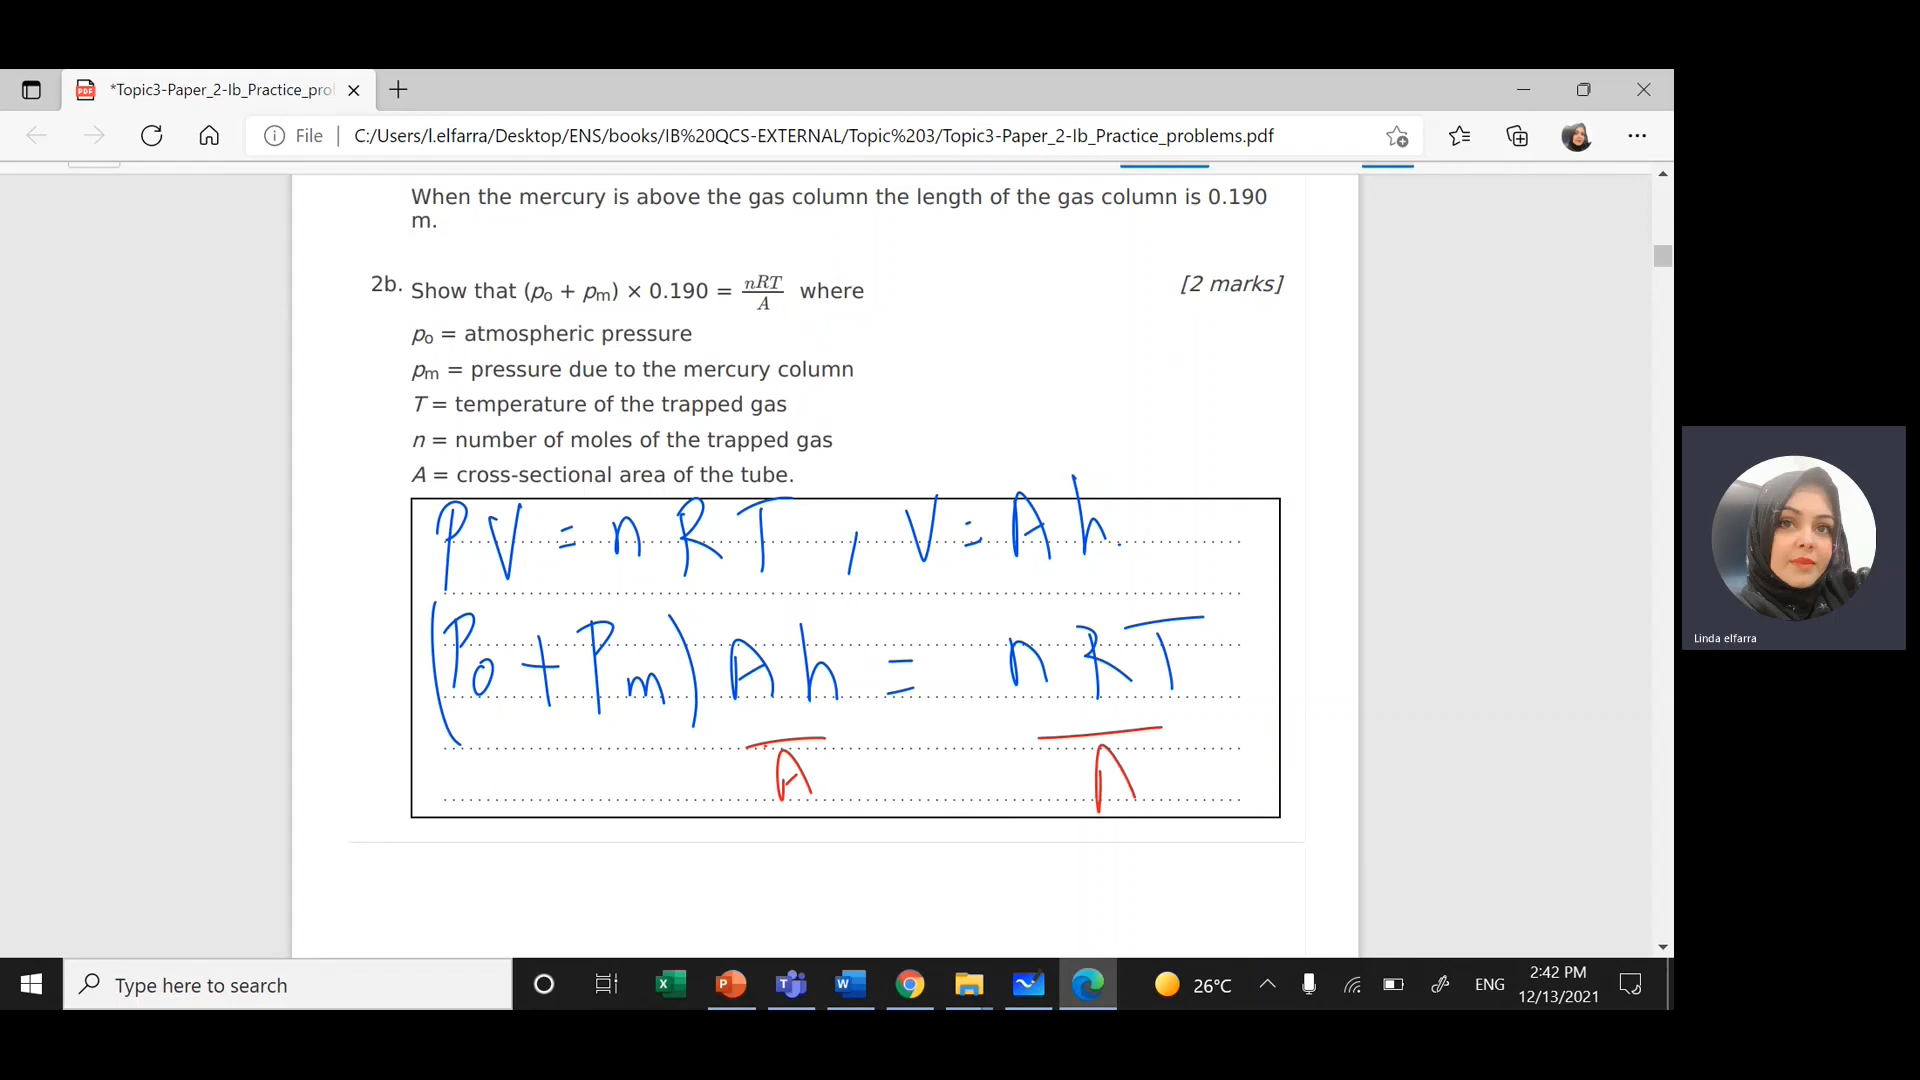 *Topic3-Paper_2-Ib_Practice_pro
File
C:/Users/l.elfarra/Desktop/ENS/books/IB%20QCS-EXTERNAL/Topic%203/Topic3-Paper_2-Ib_Practice_problems.pdf
When the mercury is above the gas column the length of the gas column is 0.190
m.
2b. Show that (po + pm) × 0.190 = nRT/A where [2 marks]
po = atmospheric pressure
pm = pressure due to the mercury column
T = temperature of the trapped gas
n = number of moles of the trapped gas
A = cross-sectional area of the tube.
PV = nRT, V = Ah.
(P0 + Pm) Ah = nRT
A A
Linda elfarra
Type here to search
26°C
ENG
2:42 PM
12/13/2021